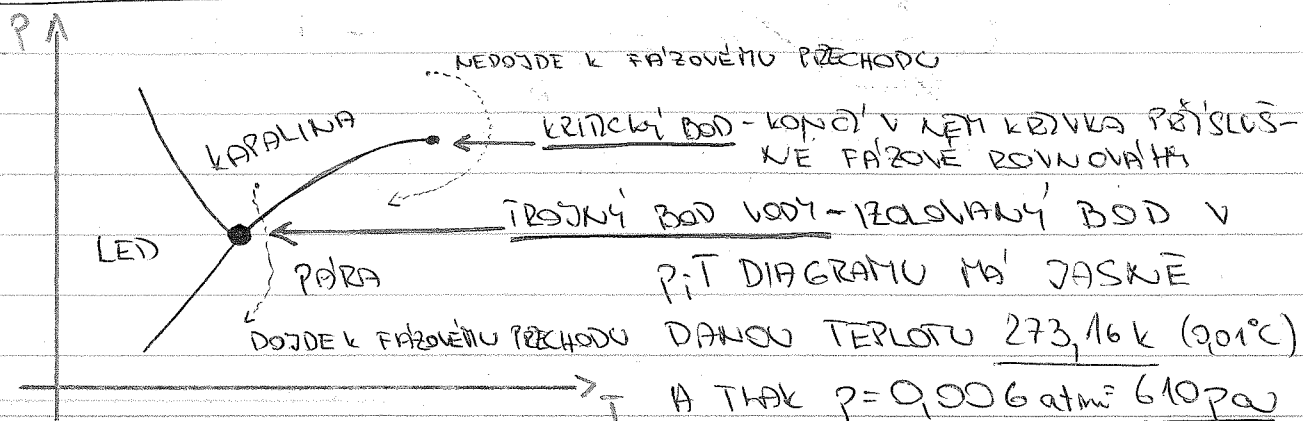 P
NEDOJDE K FÁZOVÉMU PŘECHODU
KAPALINA
KRITICKÝ BOD - KONČÍ V NĚM KŘIVKA PŘÍSLUŠ-
NÉ FÁZOVÉ ROVNOVÁHY
TROJNÝ BOD VODY - IZOLOVANÝ BOD V
LED
PÁRA
P,T DIAGRAMU MÁ JASNĚ
DOJDE K FÁZOVÉMU PŘECHODU DANOU TEPLOTU 273,16 K (0,01°C)
T A TLAK P=0,006 atm = 610 Pa